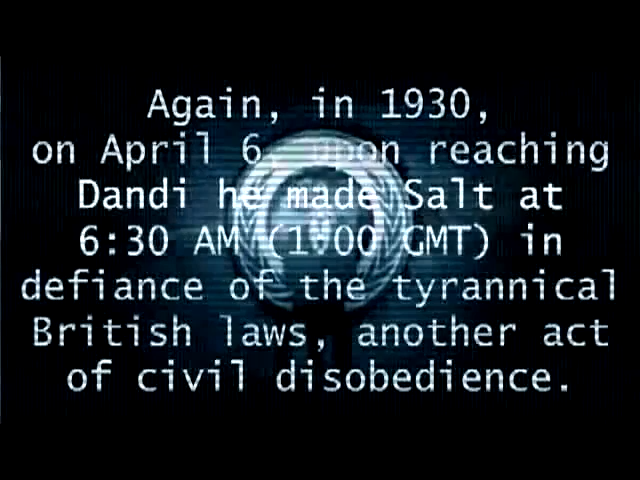 Again, in 1930,
on April 6, upon reaching
Dandi he made Salt at
6:30 AM (1:00 GMT) in
defiance of the tyrannical
British laws, another act
of civil disobedience.